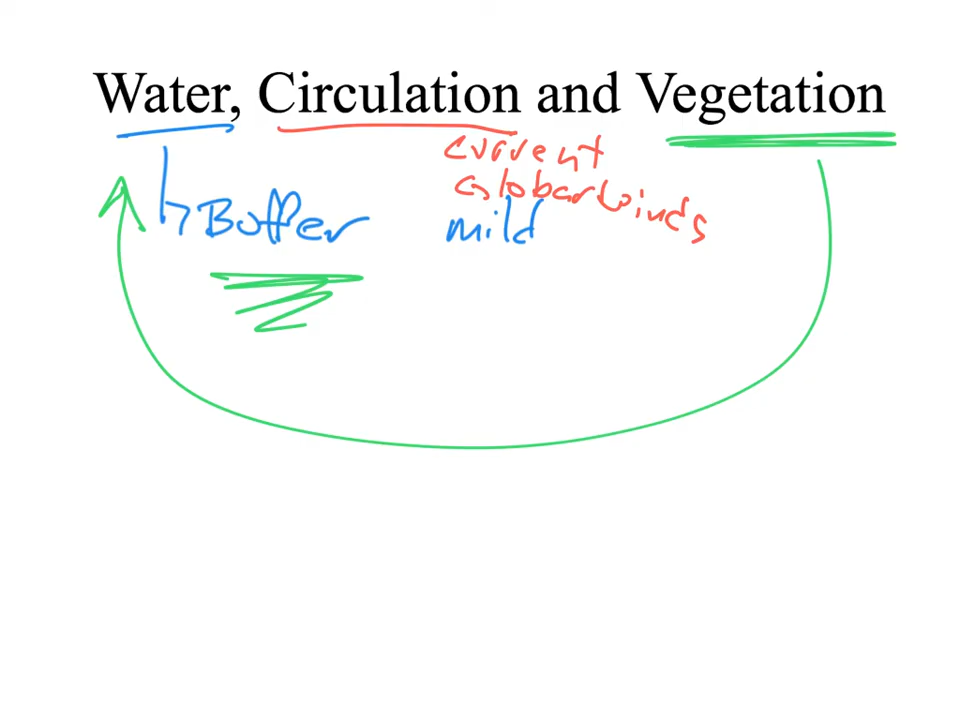 Water, Circulation and Vegetation
current
Global winds
Buffer mild